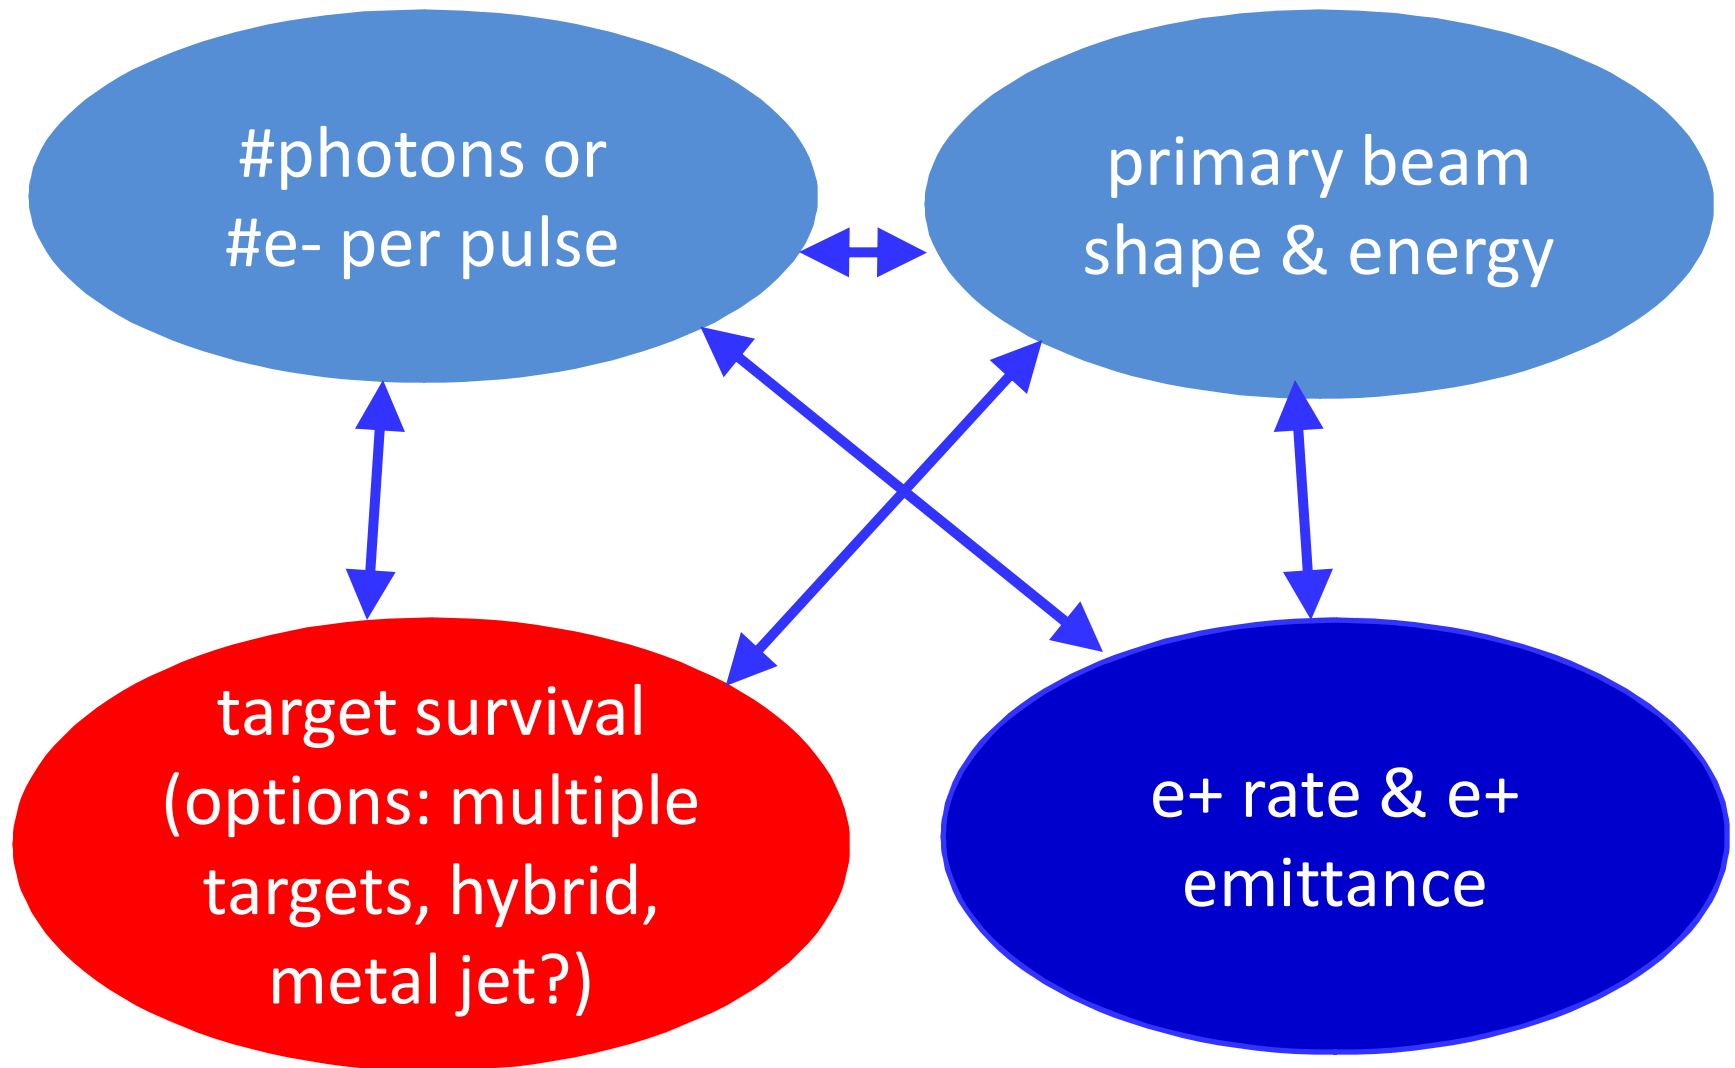 #photons or
#e- per pulse
primary beam
shape & energy
target survival
(options: multiple
targets, hybrid,
metal jet?)
e+ rate & e+
emittance